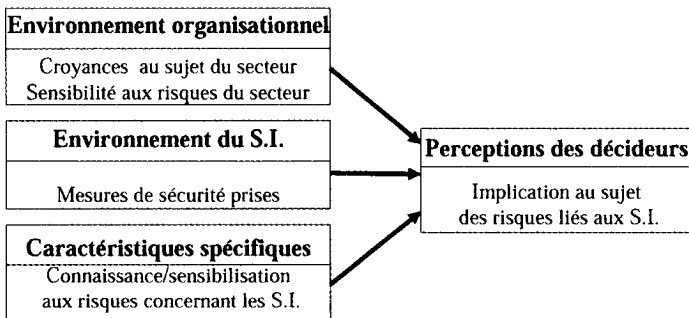 Environnement organisationnel
Croyances au sujet du secteur
Sensibilité aux risques du secteur
Environnement du S.I.
Mesures de sécurité prises
Caractéristiques spécifiques
Connaissance/sensibilisation
aux risques concernant les S.I.
Perceptions des décideurs
Implication au sujet
des risques liés aux S.I.